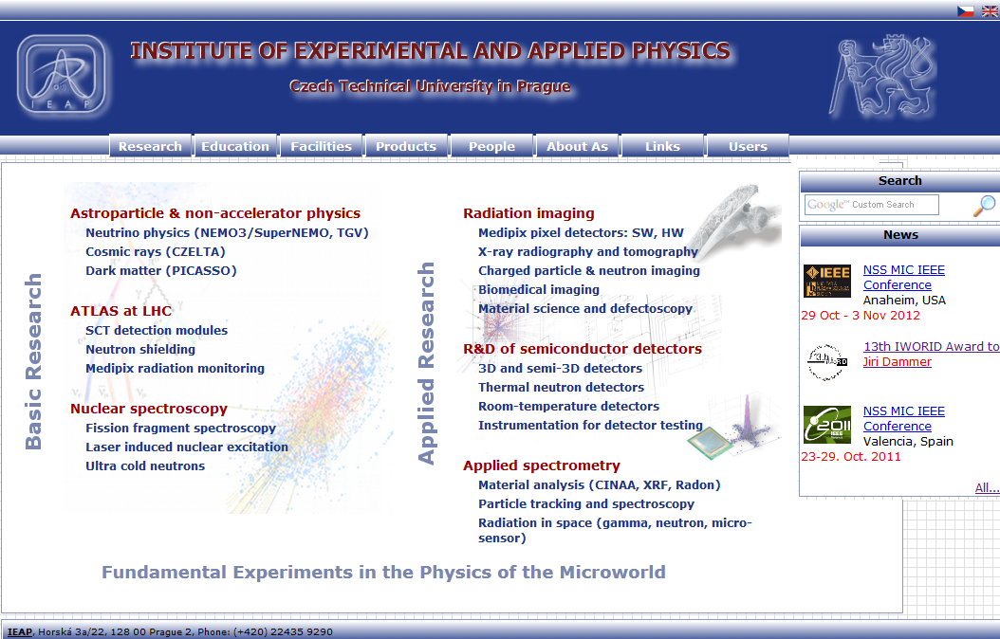 INSTITUTE OF EXPERIMENTAL AND APPLIED PHYSICS
Czech Technical University in Prague
I E A P
Research
Education
Facilities
Products
People
About As
Links
Users
Basic Research
Astroparticle & non-accelerator physics
Neutrino physics (NEMO3/SuperNEMO, TGV)
Cosmic rays (CZELTA)
Dark matter (PICASSO)
ATLAS at LHC
SCT detection modules
Neutron shielding
Medipix radiation monitoring
Nuclear spectroscopy
Fission fragment spectroscopy
Laser induced nuclear excitation
Ultra cold neutrons
Applied Research
Radiation imaging
Medipix pixel detectors: SW, HW
X-ray radiography and tomography
Charged particle & neutron imaging
Biomedical imaging
Material science and defectoscopy
R&D of semiconductor detectors
3D and semi-3D detectors
Thermal neutron detectors
Room-temperature detectors
Instrumentation for detector testing
Applied spectrometry
Material analysis (CINAA, XRF, Radon)
Particle tracking and spectroscopy
Radiation in space (gamma, neutron, micro-
sensor)
Fundamental Experiments in the Physics of the Microworld
Search
Google™ Custom Search
News
IEEE
NSS MIC IEEE
Conference
Anaheim, USA
29 Oct - 3 Nov 2012
13th IWORID Award to
Jiri Dammer
2011
IEEE
NSS MIC IEEE
Conference
Valencia, Spain
23-29. Oct. 2011
All...
IEAP, Horská 3a/22, 128 00 Prague 2, Phone: (+420) 22435 9290